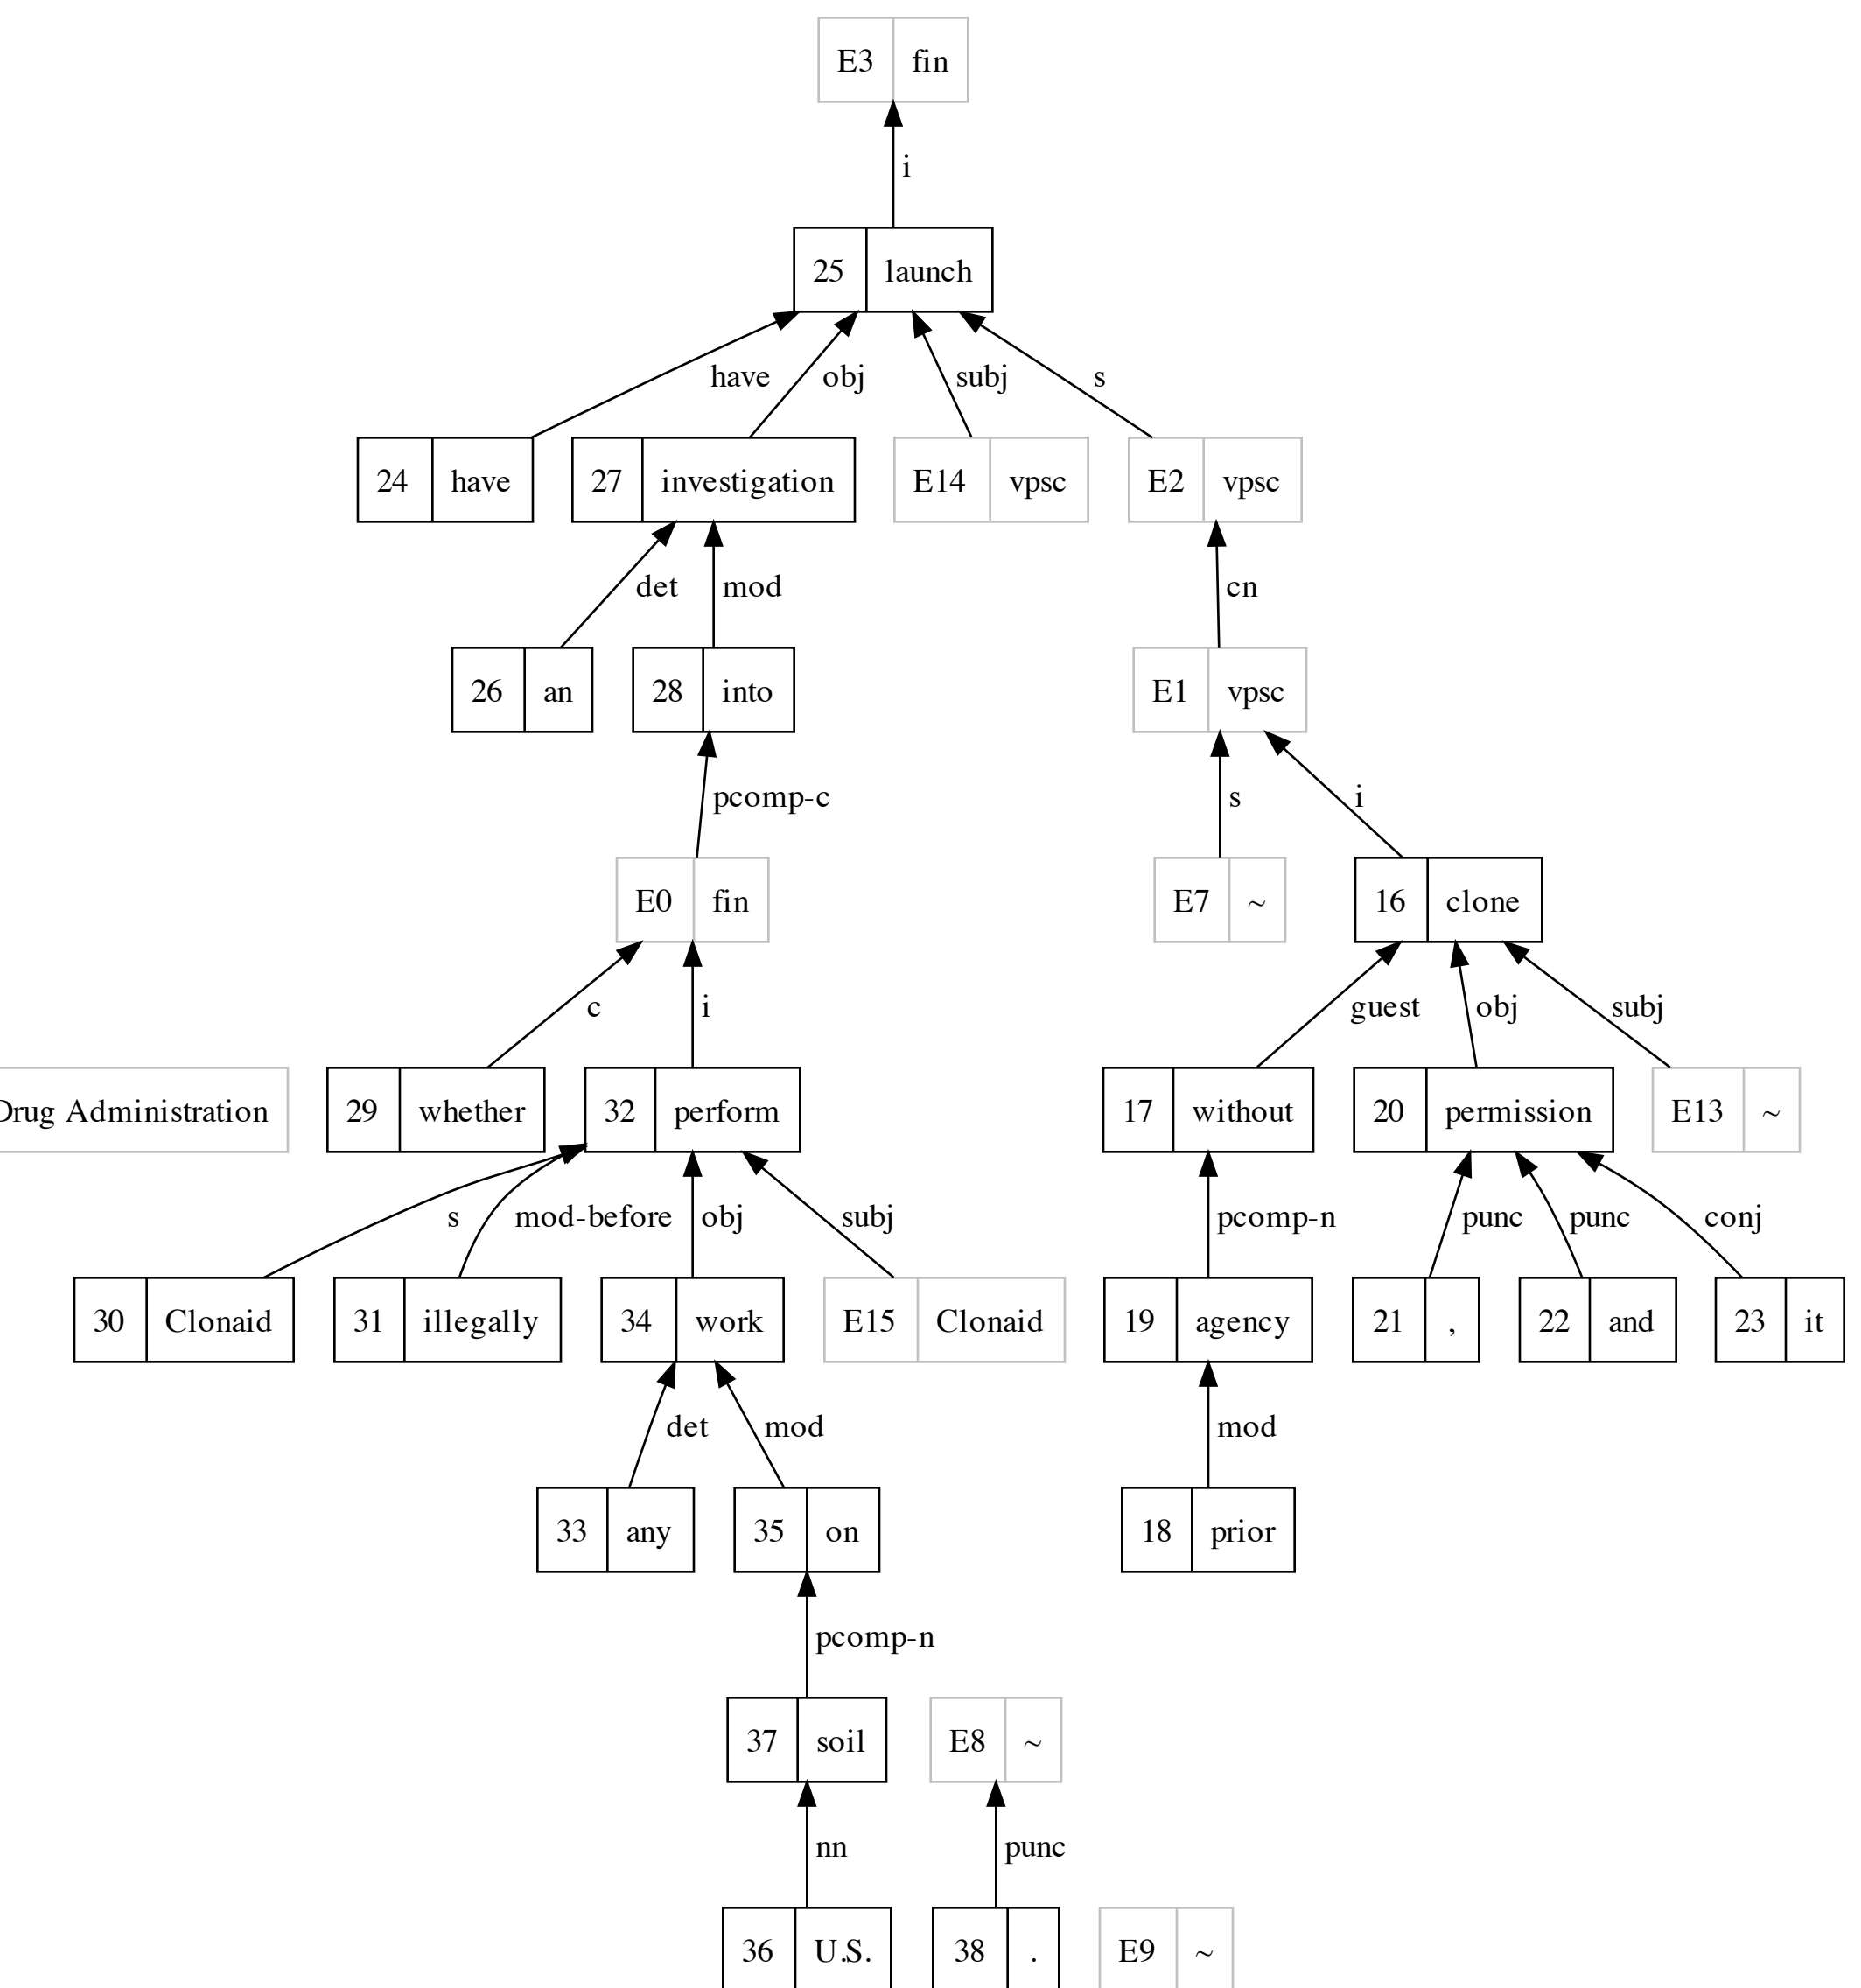 E3 fin
i
25 launch
have obj subj s
24 have 27 investigation E14 vpsc E2 vpsc
det mod cn
26 an 28 into E1 vpsc
pcomp-c s i
E0 fin E7 ~ 16 clone
c i guest obj subj
Drug Administration 29 whether 32 perform 17 without 20 permission E13 ~
s mod-before obj subj pcomp-n punc punc conj
30 Clonaid 31 illegally 34 work E15 Clonaid 19 agency 21 , 22 and 23 it
det mod mod
33 any 35 on 18 prior
pcomp-n
37 soil E8 ~
nn punc
36 U.S. 38 . E9 ~